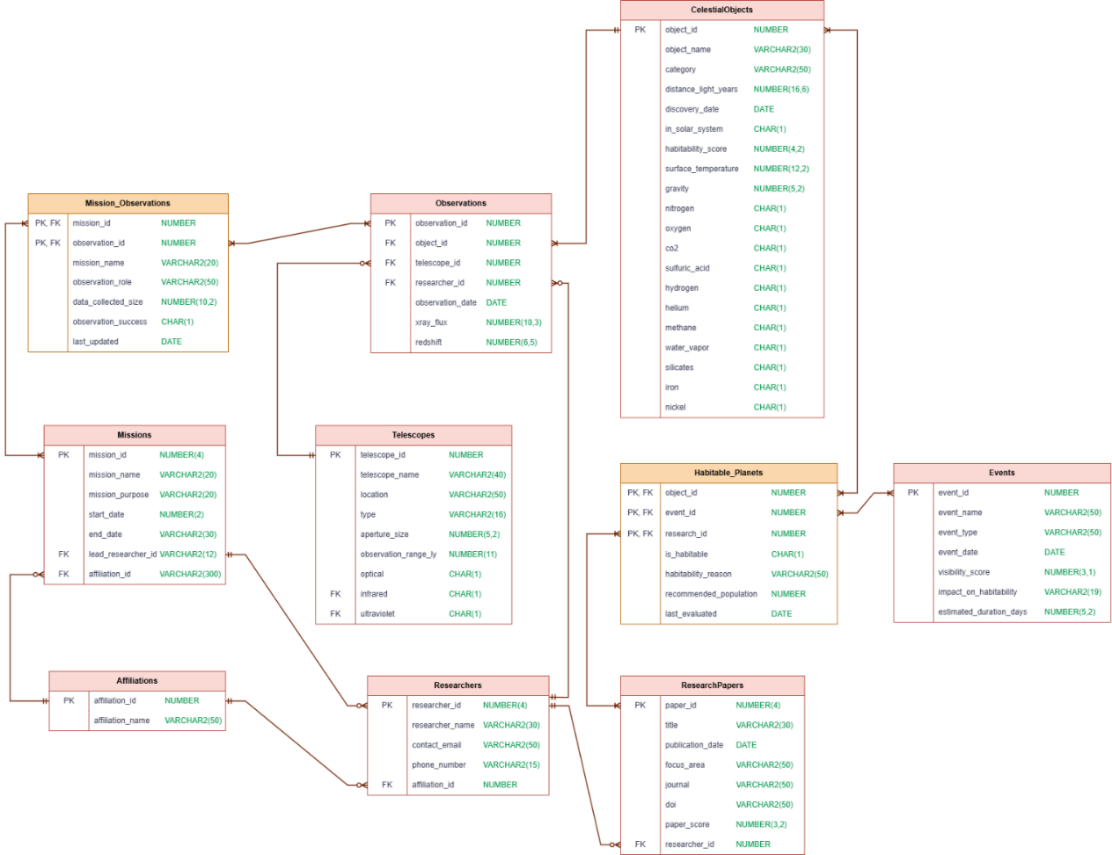 CelestialObjects
PK object_id NUMBER
object_name VARCHAR2(30)
category VARCHAR2(50)
distance_light_years NUMBER(16,6)
discovery_date DATE
in_solar_system CHAR(1)
habitability_score NUMBER(4,2)
surface_temperature NUMBER(12,2)
gravity NUMBER(5,2)
nitrogen CHAR(1)
oxygen CHAR(1)
co2 CHAR(1)
sulfuric_acid CHAR(1)
hydrogen CHAR(1)
helium CHAR(1)
methane CHAR(1)
water_vapor CHAR(1)
silicates CHAR(1)
iron CHAR(1)
nickel CHAR(1)
Mission_Observations
PK, FK mission_id NUMBER
PK, FK observation_id NUMBER
mission_name VARCHAR2(20)
observation_role VARCHAR2(50)
data_collected_size NUMBER(10,2)
observation_success CHAR(1)
last_updated DATE
Observations
PK observation_id NUMBER
FK object_id NUMBER
FK telescope_id NUMBER
FK researcher_id NUMBER
observation_date DATE
xray_flux NUMBER(10,3)
redshift NUMBER(6,5)
Missions
PK mission_id NUMBER(4)
mission_name VARCHAR2(20)
mission_purpose VARCHAR2(20)
start_date NUMBER(2)
end_date VARCHAR2(30)
FK lead_researcher_id VARCHAR2(12)
FK affiliation_id VARCHAR2(300)
Telescopes
PK telescope_id NUMBER
telescope_name VARCHAR2(40)
location VARCHAR2(50)
type VARCHAR2(16)
aperture_size NUMBER(5,2)
observation_range_ly NUMBER(11)
optical CHAR(1)
FK infrared CHAR(1)
FK ultraviolet CHAR(1)
Habitable_Planets
PK, FK object_id NUMBER
PK, FK event_id NUMBER
PK, FK research_id NUMBER
is_habitable CHAR(1)
habitability_reason VARCHAR2(50)
recommended_population NUMBER
last_evaluated DATE
Events
PK event_id NUMBER
event_name VARCHAR2(50)
event_type VARCHAR2(50)
event_date DATE
visibility_score NUMBER(3,1)
impact_on_habitability VARCHAR2(19)
estimated_duration_days NUMBER(5,2)
Affiliations
PK affiliation_id NUMBER
affiliation_name VARCHAR2(50)
Researchers
PK researcher_id NUMBER(4)
researcher_name VARCHAR2(30)
contact_email VARCHAR2(50)
phone_number VARCHAR2(15)
FK affiliation_id NUMBER
ResearchPapers
PK paper_id NUMBER(4)
title VARCHAR2(30)
publication_date DATE
focus_area VARCHAR2(50)
journal VARCHAR2(50)
doi VARCHAR2(50)
paper_score NUMBER(3,2)
FK researcher_id NUMBER